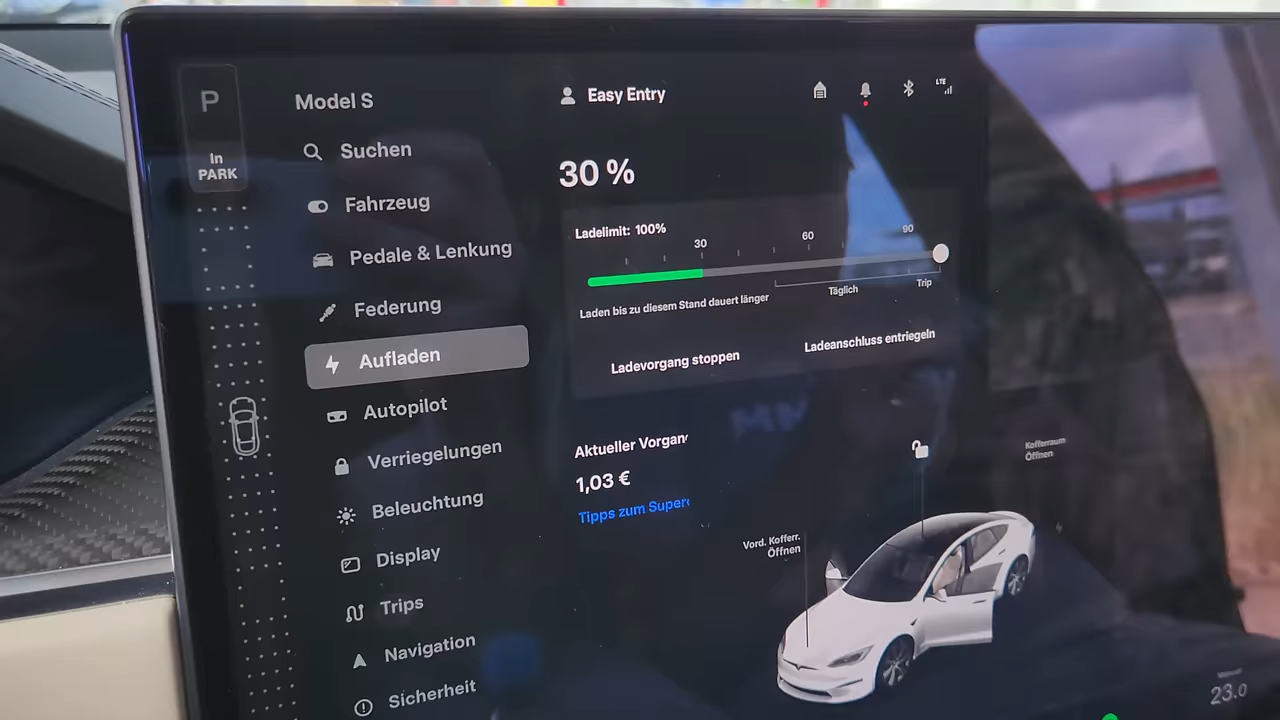 P
In
PARK
Model S
Suchen
Fahrzeug
Pedale & Lenkung
Federung
Aufladen
Autopilot
Verriegelungen
Beleuchtung
Display
Trips
Navigation
Sicherheit
Easy Entry
LTE
30 %
Ladelimit: 100%
30
60
90
Täglich
Trip
Laden bis zu diesem Stand dauert länger
Ladevorgang stoppen
Ladeanschluss entriegeln
Aktueller Vorgan
1,03 €
Tipps zum Super
Kofferraum
Öffnen
Vord. Kofferr.
Öffnen
23.0